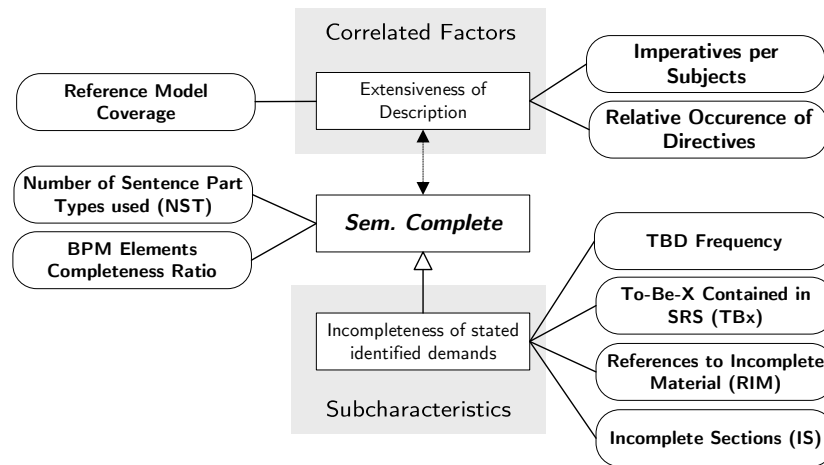 Correlated Factors
Reference Model
Coverage
Extensiveness of
Description
Imperatives per
Subjects
Relative Occurence of
Directives
Number of Sentence Part
Types used (NST)
BPM Elements
Completeness Ratio
Sem. Complete
TBD Frequency
To-Be-X Contained in
SRS (TBx)
Incompleteness of stated
identified demands
References to Incomplete
Material (RIM)
Subcharacteristics
Incomplete Sections (IS)